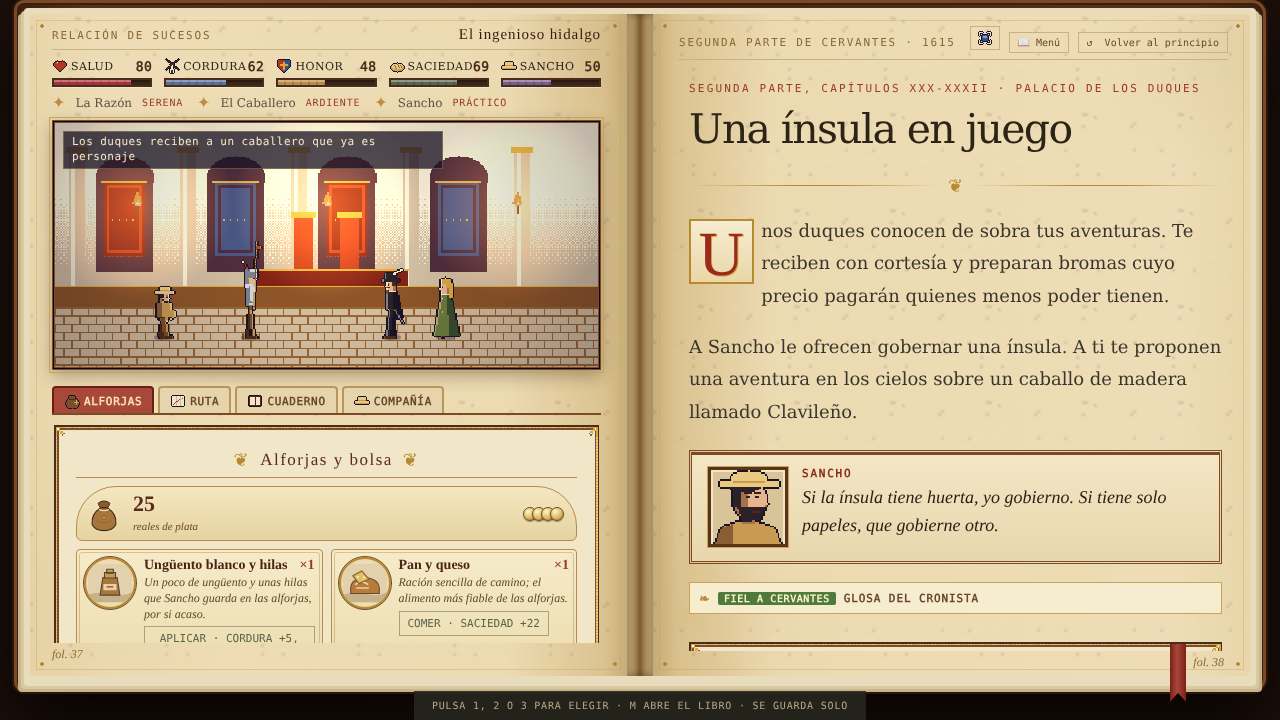 RELACIÓN DE SUCESOS
El ingenioso hidalgo
SALUD 80
CORDURA 62
HONOR 48
SACIEDAD 69
SANCHO 50
La Razón SERENA
El Caballero ARDIENTE
Sancho PRÁCTICO
Los duques reciben a un caballero que ya es
personaje
ALFORJAS
RUTA
CUADERNO
COMPAÑÍA
Alforjas y bolsa
25
reales de plata
Ungüento blanco y hilas ×1
Un poco de ungüento y unas hilas
que Sancho guarda en las alforjas,
por si acaso.
APLICAR · CORDURA +5,
Pan y queso ×1
Ración sencilla de camino; el
alimento más fiable de las alforjas.
COMER · SACIEDAD +22
fol. 37
SEGUNDA PARTE DE CERVANTES · 1615
Menú
↺ Volver al principio
SEGUNDA PARTE, CAPÍTULOS XXX-XXXII · PALACIO DE LOS DUQUES
Una ínsula en juego
Unos duques conocen de sobra tus aventuras. Te
reciben con cortesía y preparan bromas cuyo
precio pagarán quienes menos poder tienen.
A Sancho le ofrecen gobernar una ínsula. A ti te proponen
una aventura en los cielos sobre un caballo de madera
llamado Clavileño.
SANCHO
Si la ínsula tiene huerta, yo gobierno. Si tiene solo
papeles, que gobierne otro.
FIEL A CERVANTES GLOSA DEL CRONISTA
fol. 38
PULSA 1, 2 O 3 PARA ELEGIR · M ABRE EL LIBRO · SE GUARDA SOLO